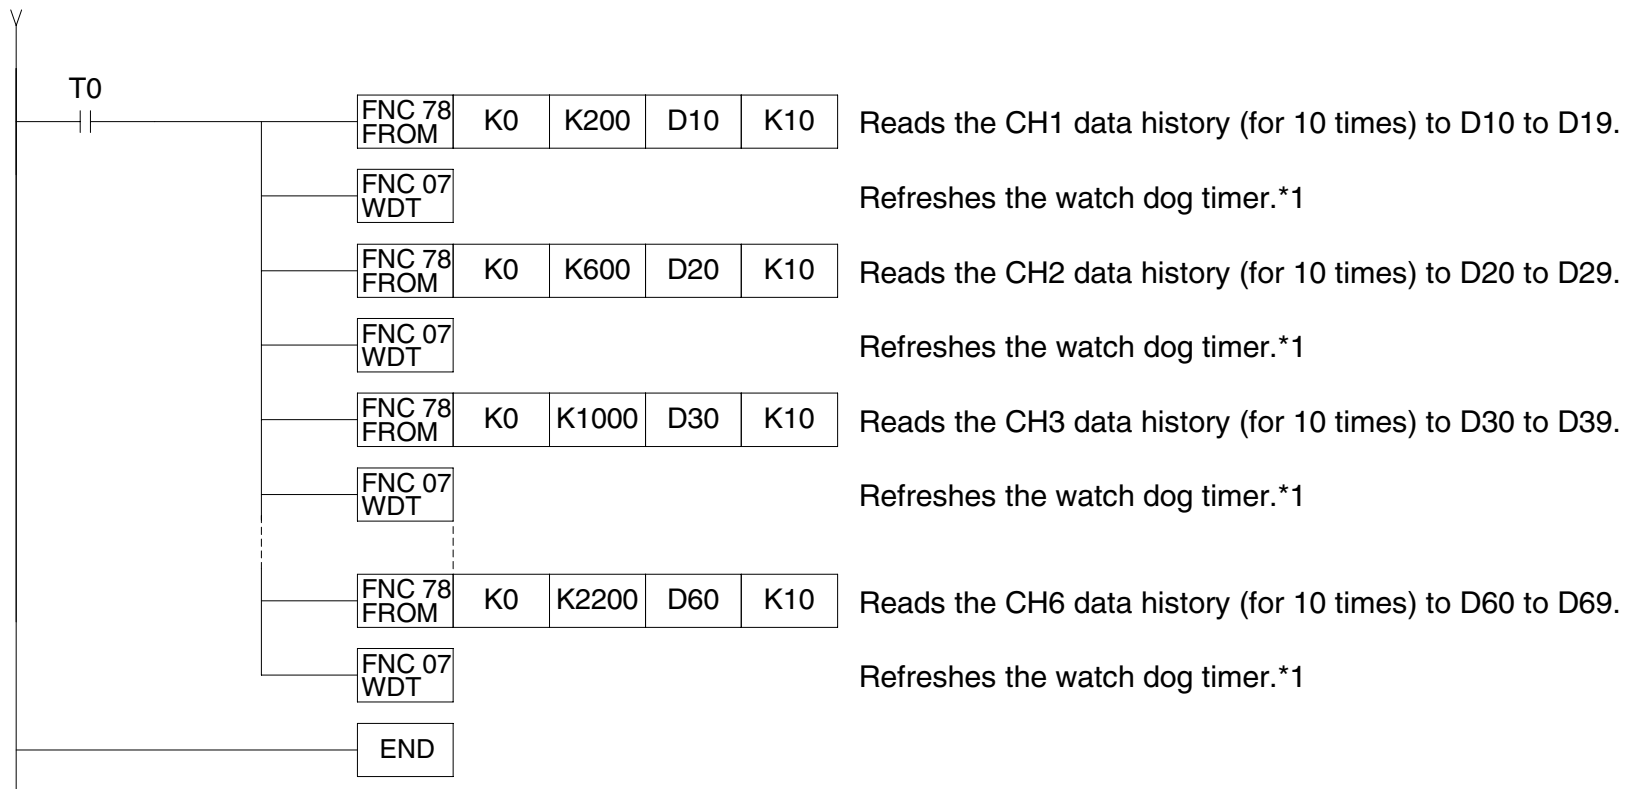 T0
FNC 78 FROM K0 K200 D10 K10 Reads the CH1 data history (for 10 times) to D10 to D19.
FNC 07 WDT Refreshes the watch dog timer.*1
FNC 78 FROM K0 K600 D20 K10 Reads the CH2 data history (for 10 times) to D20 to D29.
FNC 07 WDT Refreshes the watch dog timer.*1
FNC 78 FROM K0 K1000 D30 K10 Reads the CH3 data history (for 10 times) to D30 to D39.
FNC 07 WDT Refreshes the watch dog timer.*1
FNC 78 FROM K0 K2200 D60 K10 Reads the CH6 data history (for 10 times) to D60 to D69.
FNC 07 WDT Refreshes the watch dog timer.*1
END